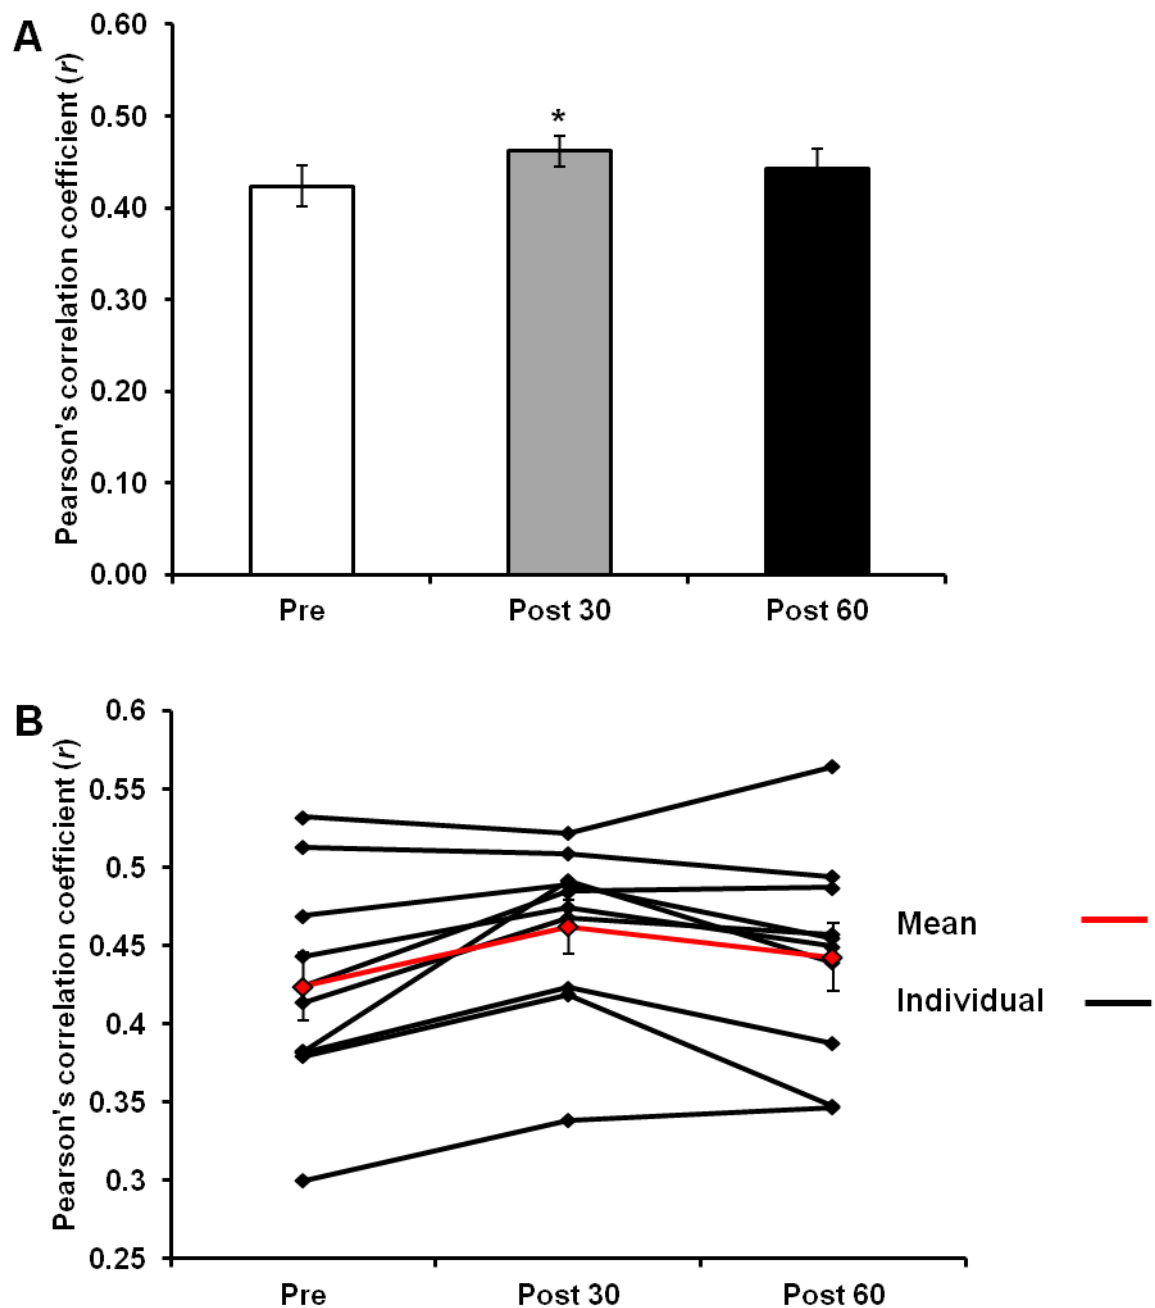 A
Pearson's correlation coefficient (r)
0.60
0.50
0.40
0.30
0.20
0.10
0.00
*
Pre
Post 30
Post 60
B
Pearson's correlation coefficient (r)
0.6
0.55
0.5
0.45
0.4
0.35
0.3
0.25
Mean
Individual
Pre
Post 30
Post 60